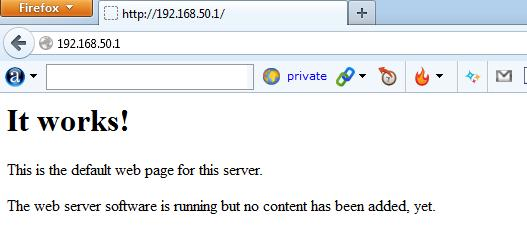 Firefox
http://192.168.50.1/
192.168.50.1
a private
It works!
This is the default web page for this server.
The web server software is running but no content has been added, yet.